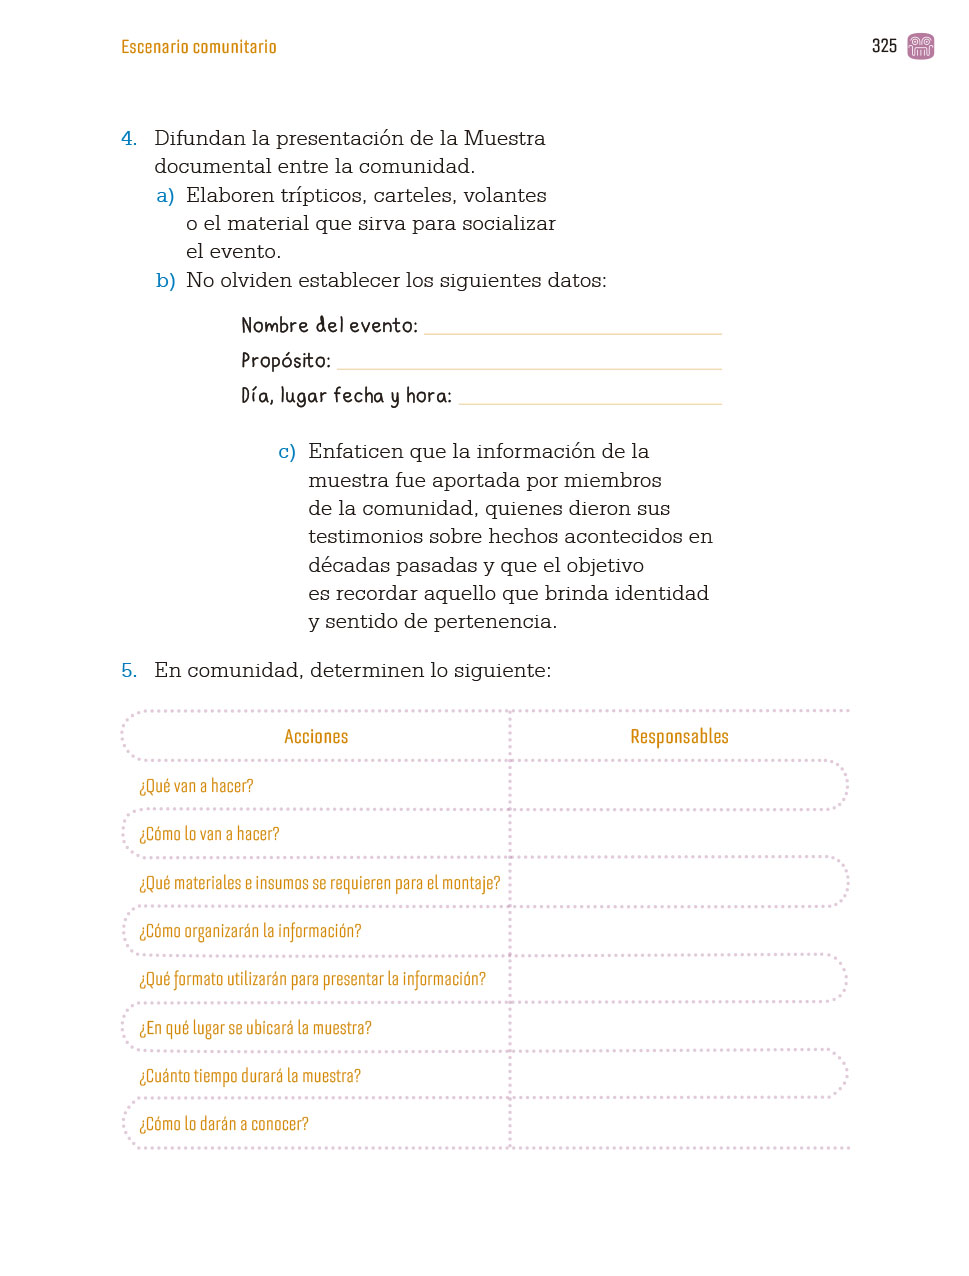 Escenario comunitario
325
4. Difundan la presentación de la Muestra
documental entre la comunidad.
a) Elaboren trípticos, carteles, volantes
o el material que sirva para socializar
el evento.
b) No olviden establecer los siguientes datos:
Nombre del evento:
Propósito:
Día, lugar fecha y hora:
c) Enfaticen que la información de la
muestra fue aportada por miembros
de la comunidad, quienes dieron sus
testimonios sobre hechos acontecidos en
décadas pasadas y que el objetivo
es recordar aquello que brinda identidad
y sentido de pertenencia.
5. En comunidad, determinen lo siguiente:
Acciones Responsables
¿Qué van a hacer?
¿Cómo lo van a hacer?
¿Qué materiales e insumos se requieren para el montaje?
¿Cómo organizarán la información?
¿Qué formato utilizarán para presentar la información?
¿En qué lugar se ubicará la muestra?
¿Cuánto tiempo durará la muestra?
¿Cómo lo darán a conocer?